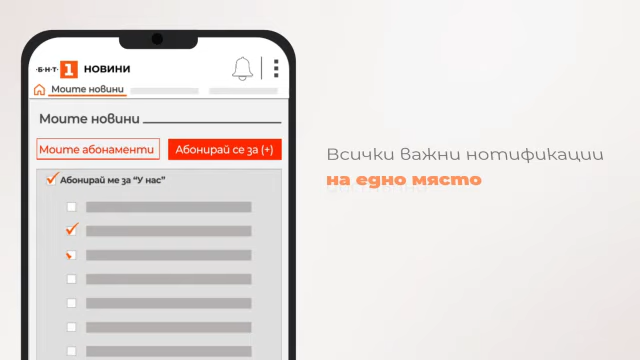 ·Б·Н·Т· 1 НОВИНИ
Моите новини
Моите новини
Моите абонаменти
Абонирай се за (+)
Абонирай ме за “У нас”
Всички важни нотификации
на едно място